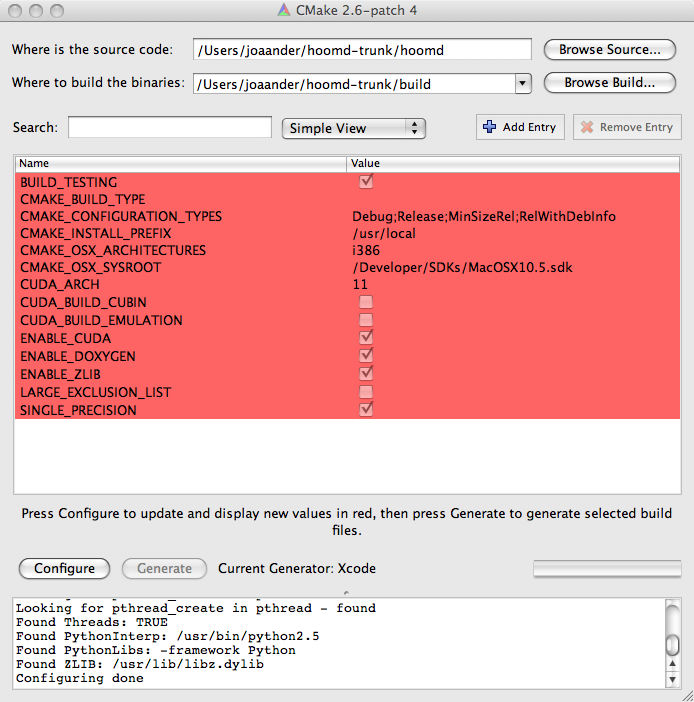 CMake 2.6-patch 4
Where is the source code: /Users/joaander/hoomd-trunk/hoomd Browse Source...
Where to build the binaries: /Users/joaander/hoomd-trunk/build Browse Build...
Search: Simple View Add Entry Remove Entry
Name Value
BUILD_TESTING
CMAKE_BUILD_TYPE
CMAKE_CONFIGURATION_TYPES Debug;Release;MinSizeRel;RelWithDebInfo
CMAKE_INSTALL_PREFIX /usr/local
CMAKE_OSX_ARCHITECTURES i386
CMAKE_OSX_SYSROOT /Developer/SDKs/MacOSX10.5.sdk
CUDA_ARCH 11
CUDA_BUILD_CUBIN
CUDA_BUILD_EMULATION
ENABLE_CUDA
ENABLE_DOXYGEN
ENABLE_ZLIB
LARGE_EXCLUSION_LIST
SINGLE_PRECISION
Press Configure to update and display new values in red, then press Generate to generate selected build
files.
Configure Generate Current Generator: Xcode
Looking for pthread_create in pthread - found
Found Threads: TRUE
Found PythonInterp: /usr/bin/python2.5
Found PythonLibs: -framework Python
Found ZLIB: /usr/lib/libz.dylib
Configuring done